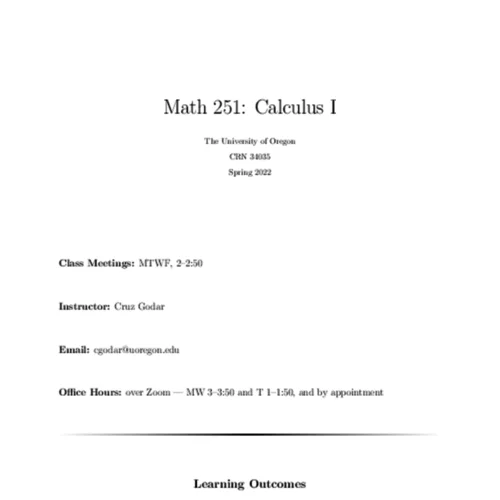 Math 251: Calculus I
The University of Oregon
CRN 34035
Spring 2022
Class Meetings: MTWF, 2–2:50
Instructor: Cruz Godar
Email: cgodar@uoregon.edu
Office Hours: over Zoom — MW 3–3:50 and T 1–1:50, and by appointment
Learning Outcomes